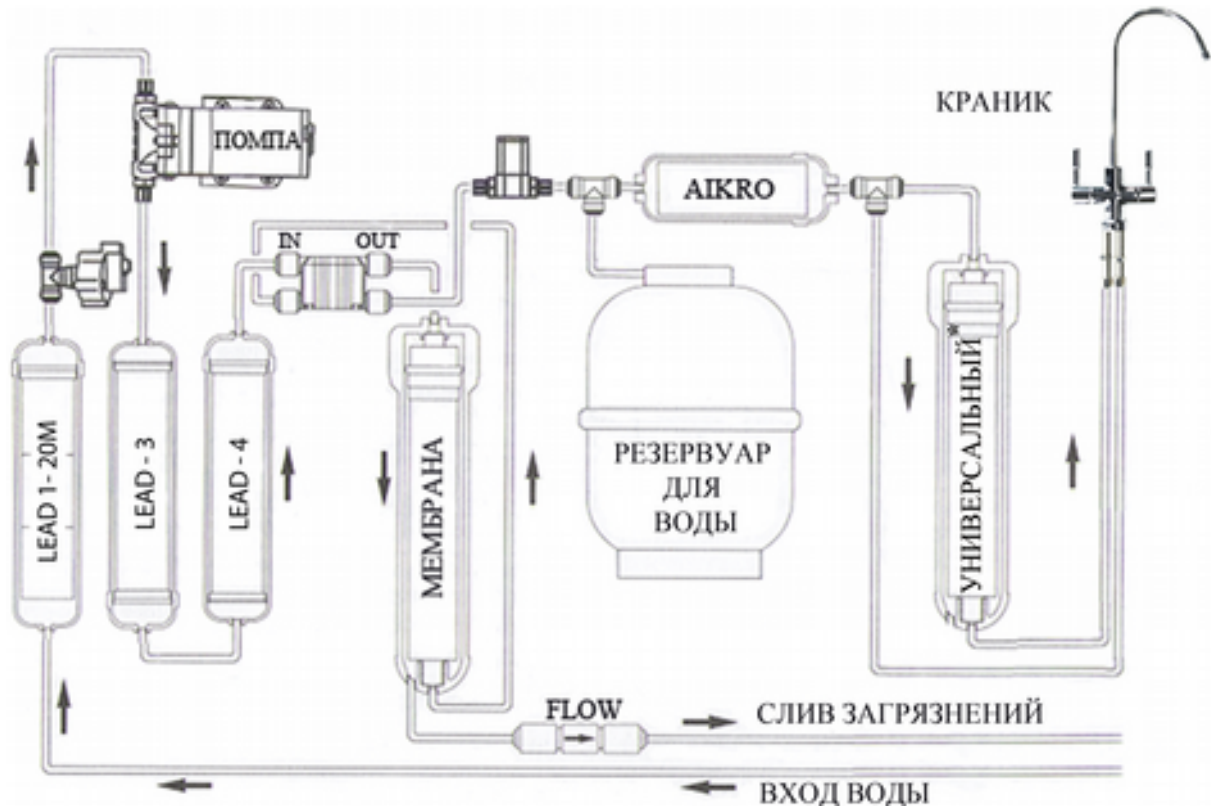 КРАНИК
ПОМПА
AIKRO
IN OUT
LEAD 1- 20M
LEAD - 3
LEAD - 4
МЕМБРАНА
РЕЗЕРВУАР
ДЛЯ
ВОДЫ
УНИВЕРСАЛЬНЫЙ*
FLOW
СЛИВ ЗАГРЯЗНЕНИЙ
ВХОД ВОДЫ